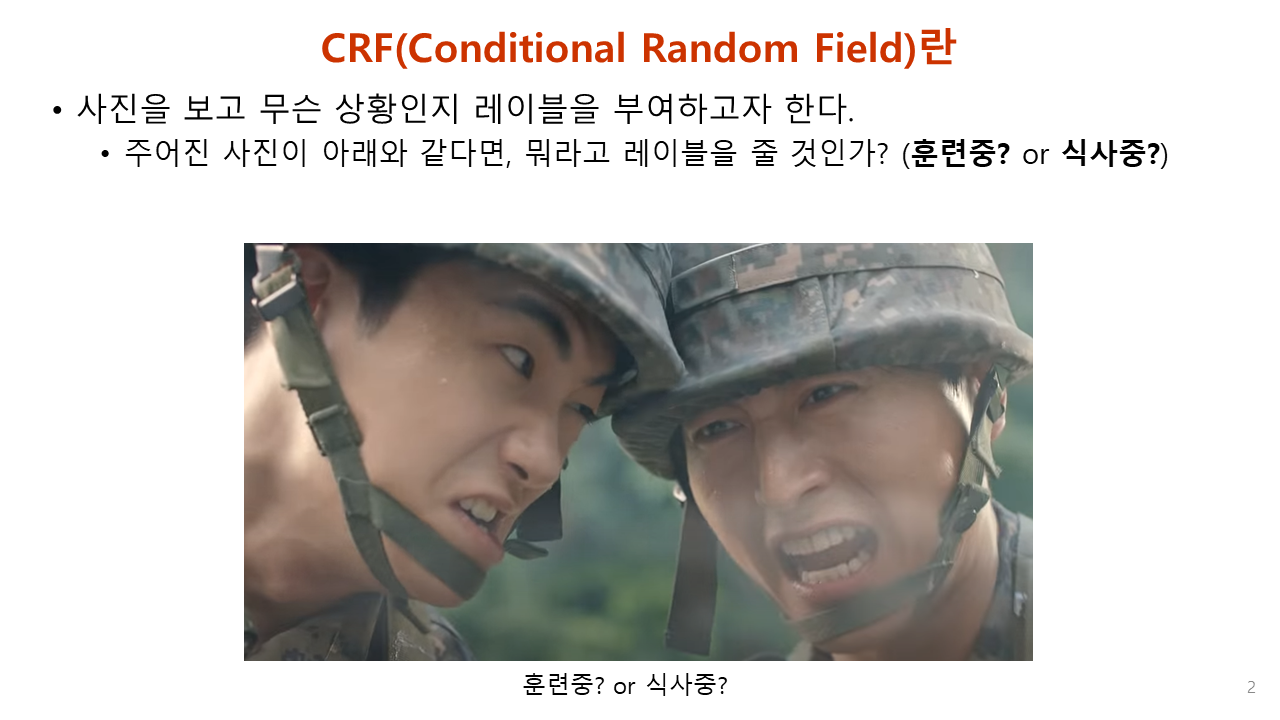 CRF(Conditional Random Field)란
• 사진을 보고 무슨 상황인지 레이블을 부여하고자 한다.
• 주어진 사진이 아래와 같다면, 뭐라고 레이블을 줄 것인가? (훈련중? or 식사중?)
훈련중? or 식사중?
2